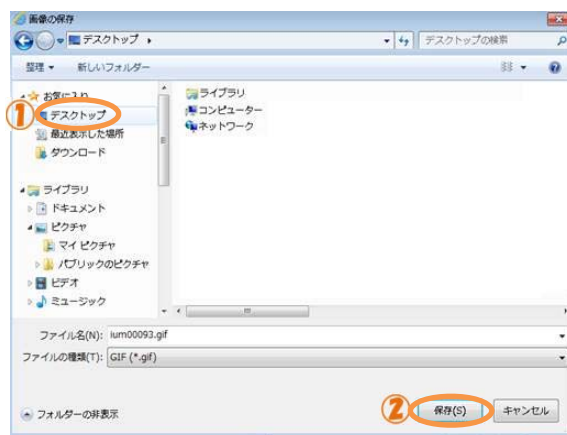 画像の保存
デスクトップ
デスクトップの検索
整理 新しいフォルダー
お気に入り
① デスクトップ
最近表示した場所
ダウンロード
ライブラリ
ドキュメント
ピクチャ
マイ ピクチャ
パブリックのピクチャ
ビデオ
ミュージック
ライブラリ
コンピューター
ネットワーク
ファイル名(N): ium00093.gif
ファイルの種類(T): GIF (*.gif)
フォルダーの非表示
② 保存(S) キャンセル